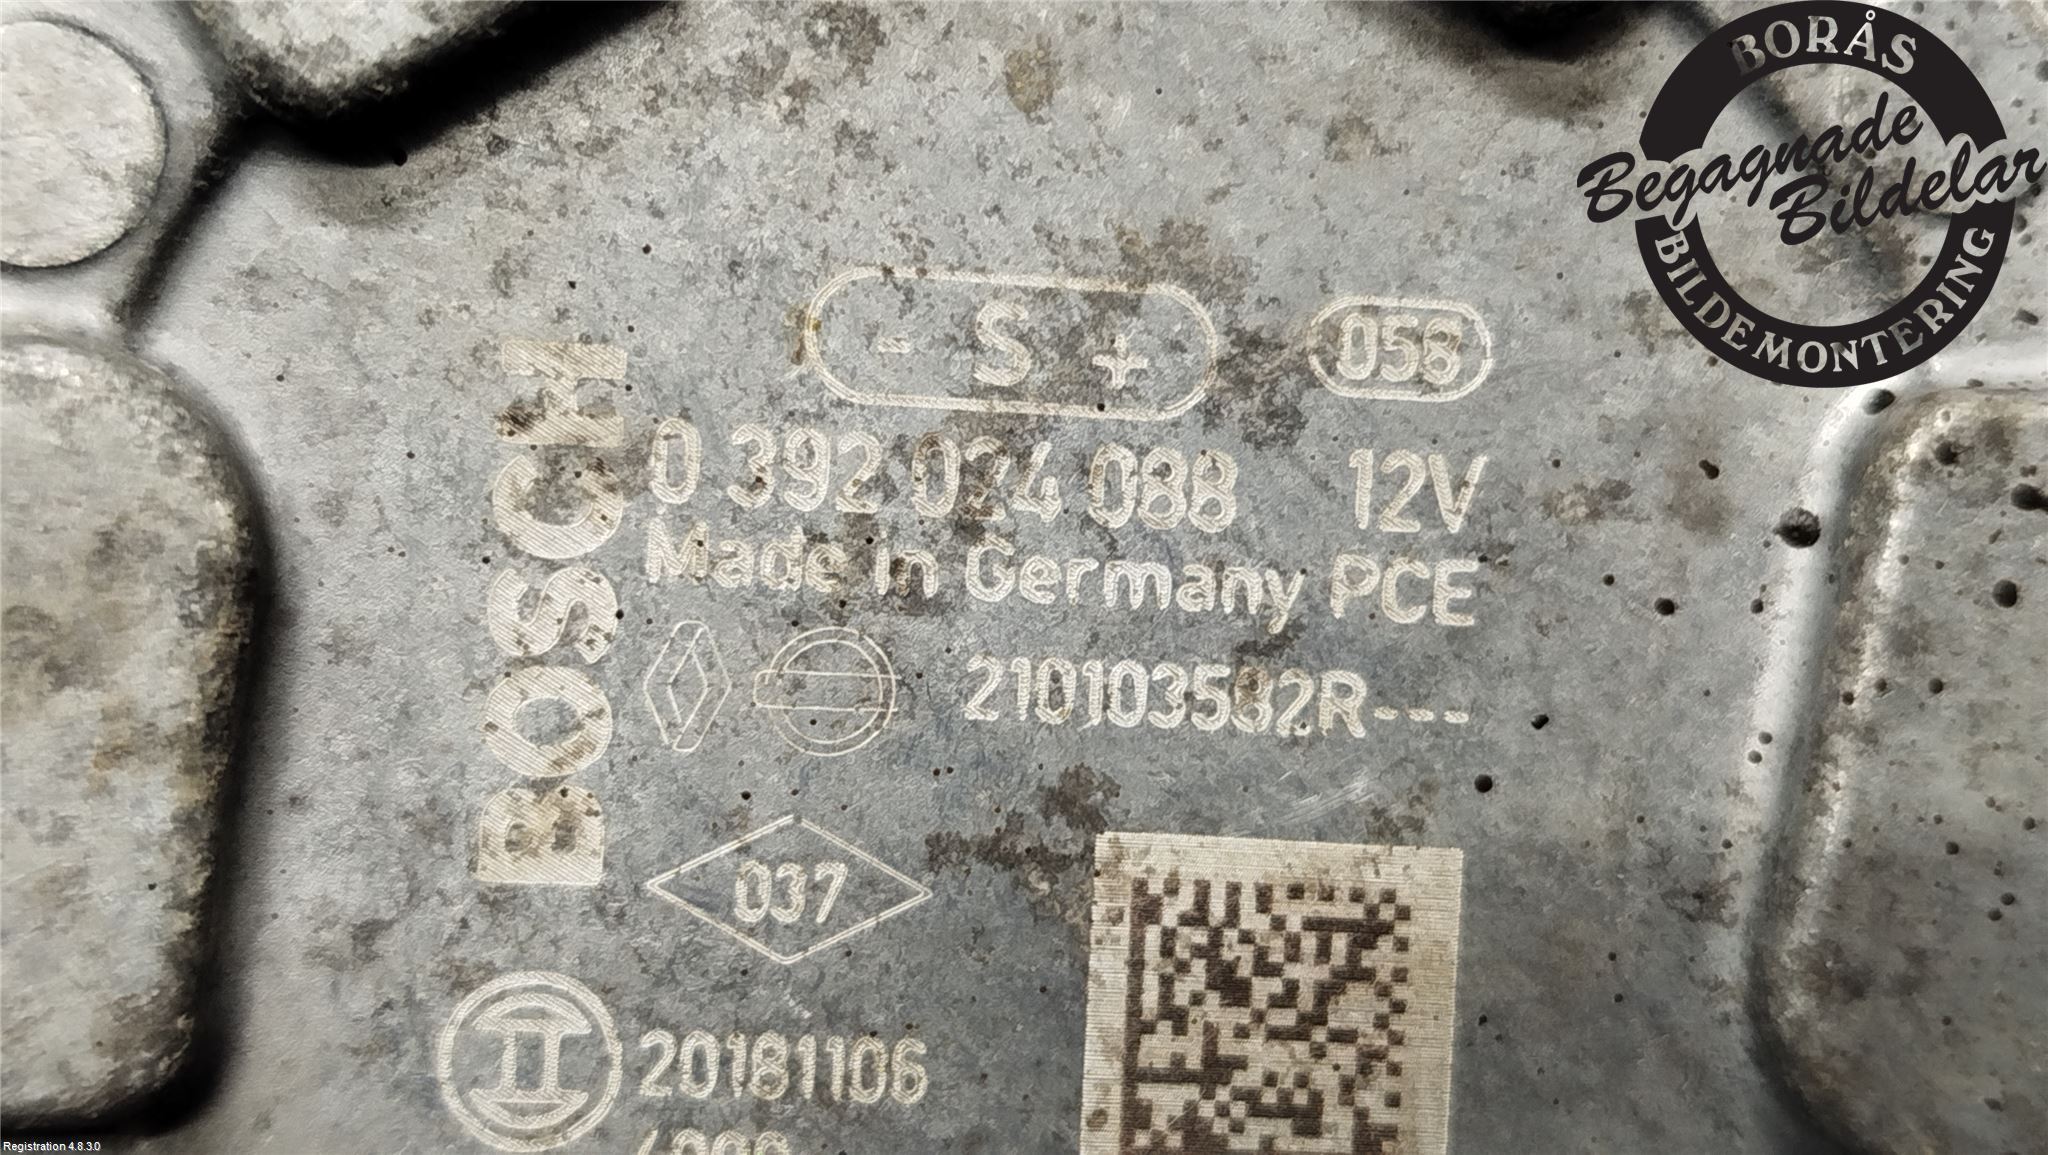 BORÅS
Begagnade
Bildelar
BILDEMONTERING
- S +
058
BOSCH
0 392 024 088 12V
Made in Germany PCE
210103582R---
037
20181106
Registration 4.8.3.0